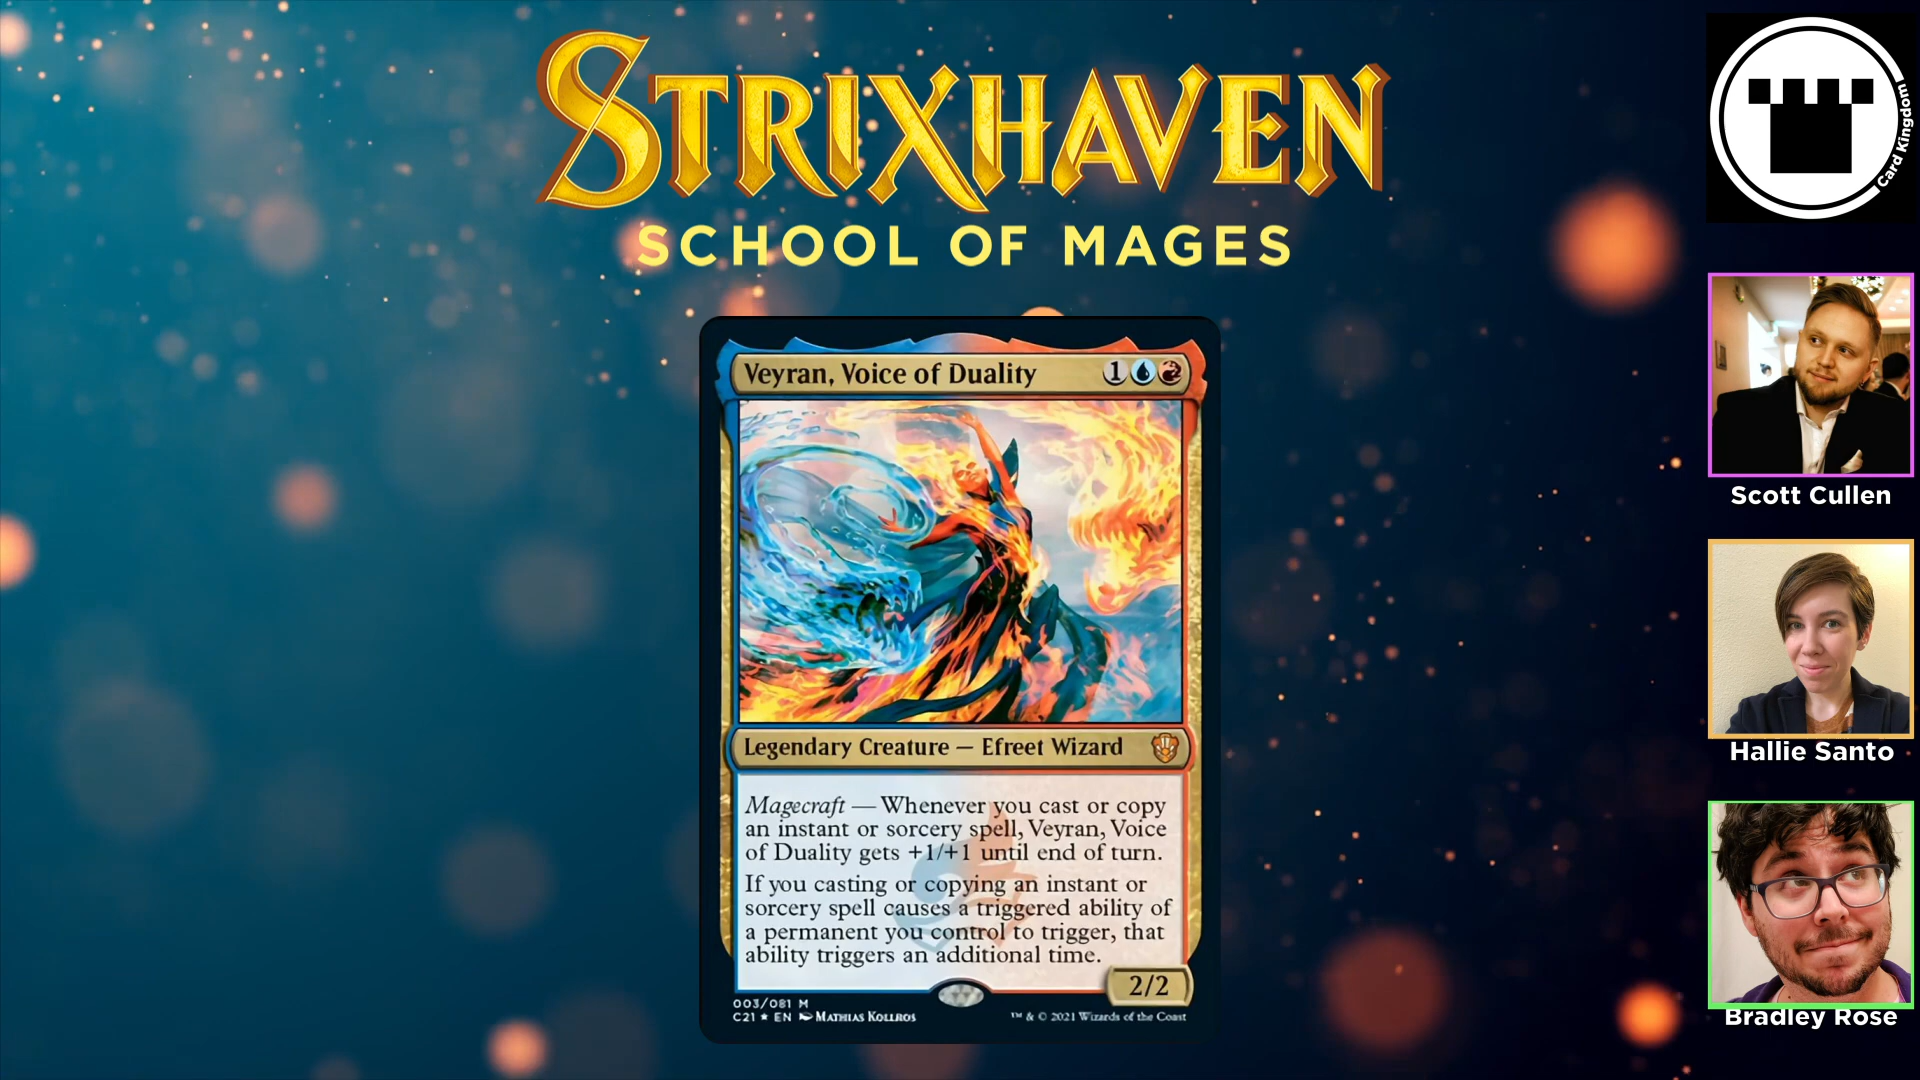 STRIXHAVEN
SCHOOL OF MAGES
Card Kingdom
Veyran, Voice of Duality 1
Legendary Creature — Efreet Wizard
Magecraft — Whenever you cast or copy
an instant or sorcery spell, Veyran, Voice
of Duality gets +1/+1 until end of turn.
If you casting or copying an instant or
sorcery spell causes a triggered ability of
a permanent you control to trigger, that
ability triggers an additional time.
2/2
003/081 M
C21 ★ EN MATHIAS KOLLROS
™ & © 2021 Wizards of the Coast
Scott Cullen
Hallie Santo
Bradley Rose